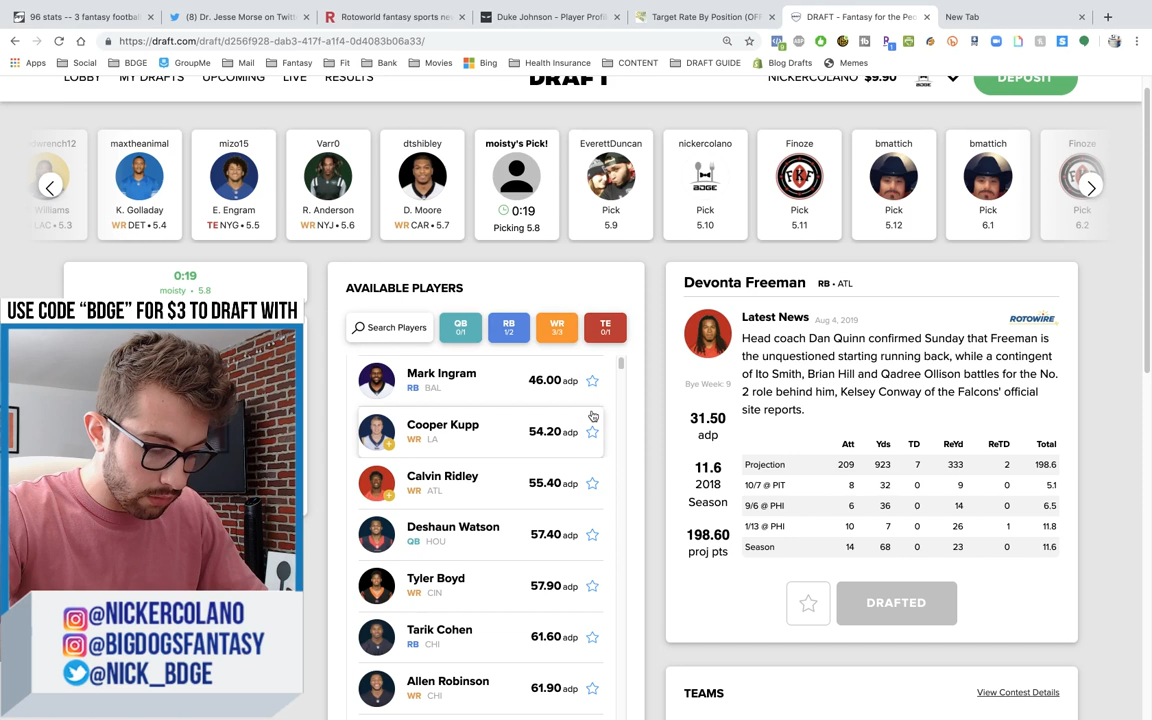 96 stats -- 3 fantasy footbal
(8) Dr. Jesse Morse on Twitt
Rotoworld fantasy sports ne
Duke Johnson - Player Profil
Target Rate By Position (OFF
DRAFT - Fantasy for the Peo
New Tab
https://draft.com/draft/d256f928-dab3-417f-a1f4-0d4083b06a33/
Apps Social BDGE GroupMe Mail Fantasy Fit Bank Movies Bing Health Insurance CONTENT DRAFT GUIDE Blog Drafts Memes
LOBBY MY DRAFTS UPCOMING LIVE RESULTS DRAFT NICKERCOLANO $9.90 DEPOSIT
dwrench12
Williams
LAC • 5.3
maxtheanimal
K. Golladay
WR DET • 5.4
mizo15
E. Engram
TE NYG • 5.5
Varr0
R. Anderson
WR NYJ • 5.6
dtshibley
D. Moore
WR CAR • 5.7
moisty's Pick!
0:19
Picking 5.8
EverettDuncan
Pick
5.9
nickercolano
BDGE
Pick
5.10
Finoze
FKF
Pick
5.11
bmattich
Pick
5.12
bmattich
Pick
6.1
Finoze
Pick
6.2
0:19
moisty • 5.8
USE CODE "BDGE" FOR $3 TO DRAFT WITH
@NICKERCOLANO
@BIGDOGSFANTASY
@NICK_BDGE
AVAILABLE PLAYERS
Search Players
QB
0/1
RB
1/2
WR
3/3
TE
0/1
Mark Ingram
RB BAL
46.00 adp
Cooper Kupp
WR LA
54.20 adp
Calvin Ridley
WR ATL
55.40 adp
Deshaun Watson
QB HOU
57.40 adp
Tyler Boyd
WR CIN
57.90 adp
Tarik Cohen
RB CHI
61.60 adp
Allen Robinson
WR CHI
61.90 adp
Devonta Freeman RB • ATL
Latest News Aug 4, 2019
ROTOWIRE
Head coach Dan Quinn confirmed Sunday that Freeman is
the unquestioned starting running back, while a contingent
of Ito Smith, Brian Hill and Qadree Ollison battles for the No.
2 role behind him, Kelsey Conway of the Falcons' official
site reports.
Bye Week: 9
31.50
adp
11.6
2018
Season
198.60
proj pts
Att Yds TD ReYd ReTD Total
Projection 209 923 7 333 2 198.6
10/7 @ PIT 8 32 0 9 0 5.1
9/6 @ PHI 6 36 0 14 0 6.5
1/13 @ PHI 10 7 0 26 1 11.8
Season 14 68 0 23 0 11.6
DRAFTED
TEAMS
View Contest Details